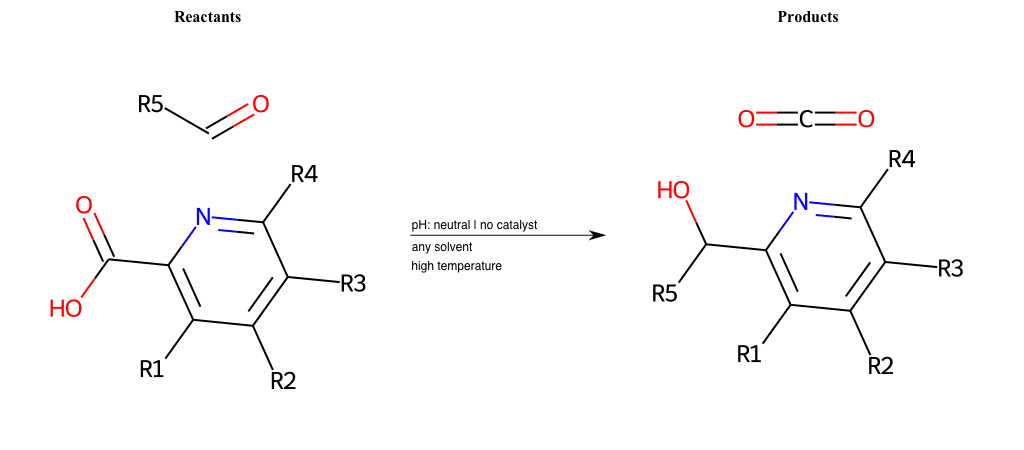 Reactants
Products
R5
O
O
C
O
R4
R4
O
N
HO
N
R3
R3
HO
R5
R1
R1
R2
R2
pH: neutral | no catalyst
any solvent
high temperature